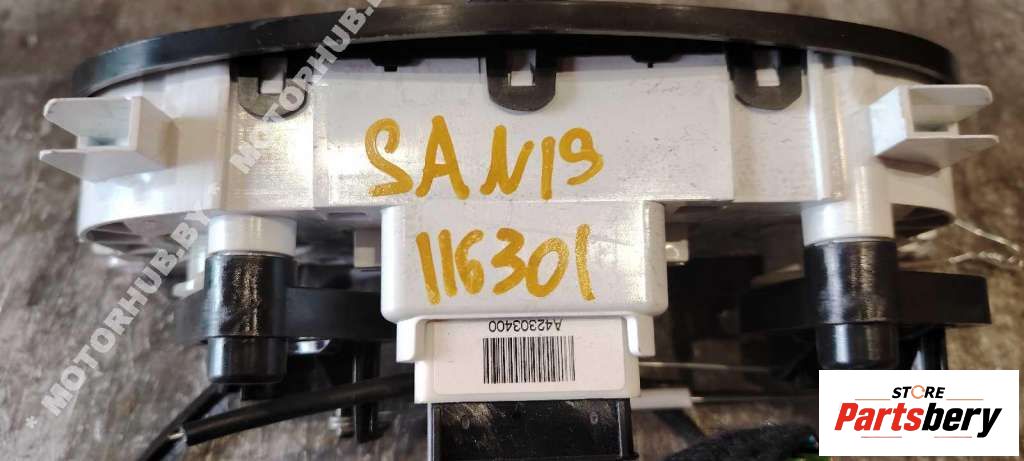 SAN19
116301
A42303400
MOTORHUB.BY
* MOTORHUB.BY
STORE
Partsbery